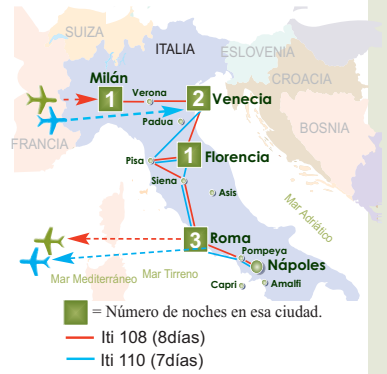 SUIZA
ITALIA
ESLOVENIA
CROACIA
BOSNIA
FRANCIA
Milán
1
Verona
2
Venecia
Padua
Pisa
1
Florencia
Siena
Asis
Mar Adriático
3
Roma
Pompeya
Nápoles
Mar Mediterráneo
Mar Tirreno
Capri
Amalfi
= Número de noches en esa ciudad.
Iti 108 (8días)
Iti 110 (7días)